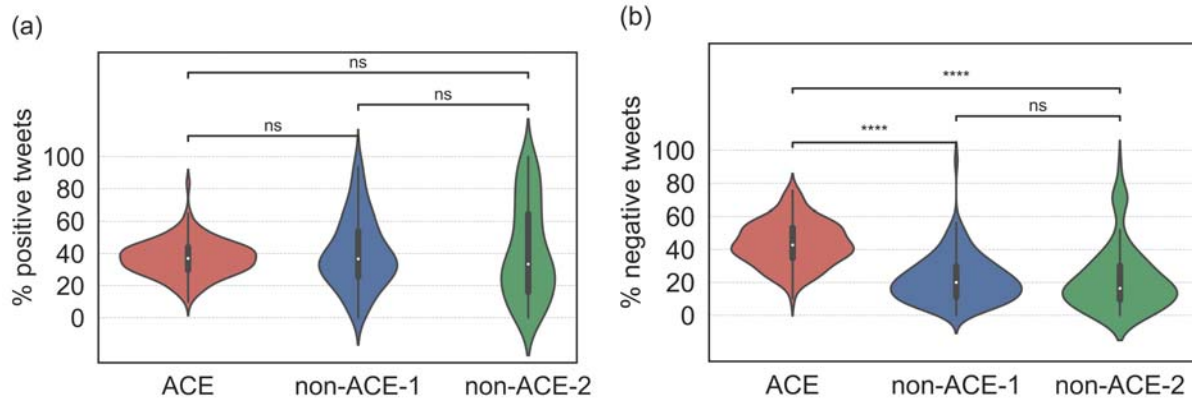 (a)
ns
ns
ns
% positive tweets
100
80
60
40
20
0
ACE non-ACE-1 non-ACE-2
(b)
****
ns
****
% negative tweets
100
80
60
40
20
0
ACE non-ACE-1 non-ACE-2